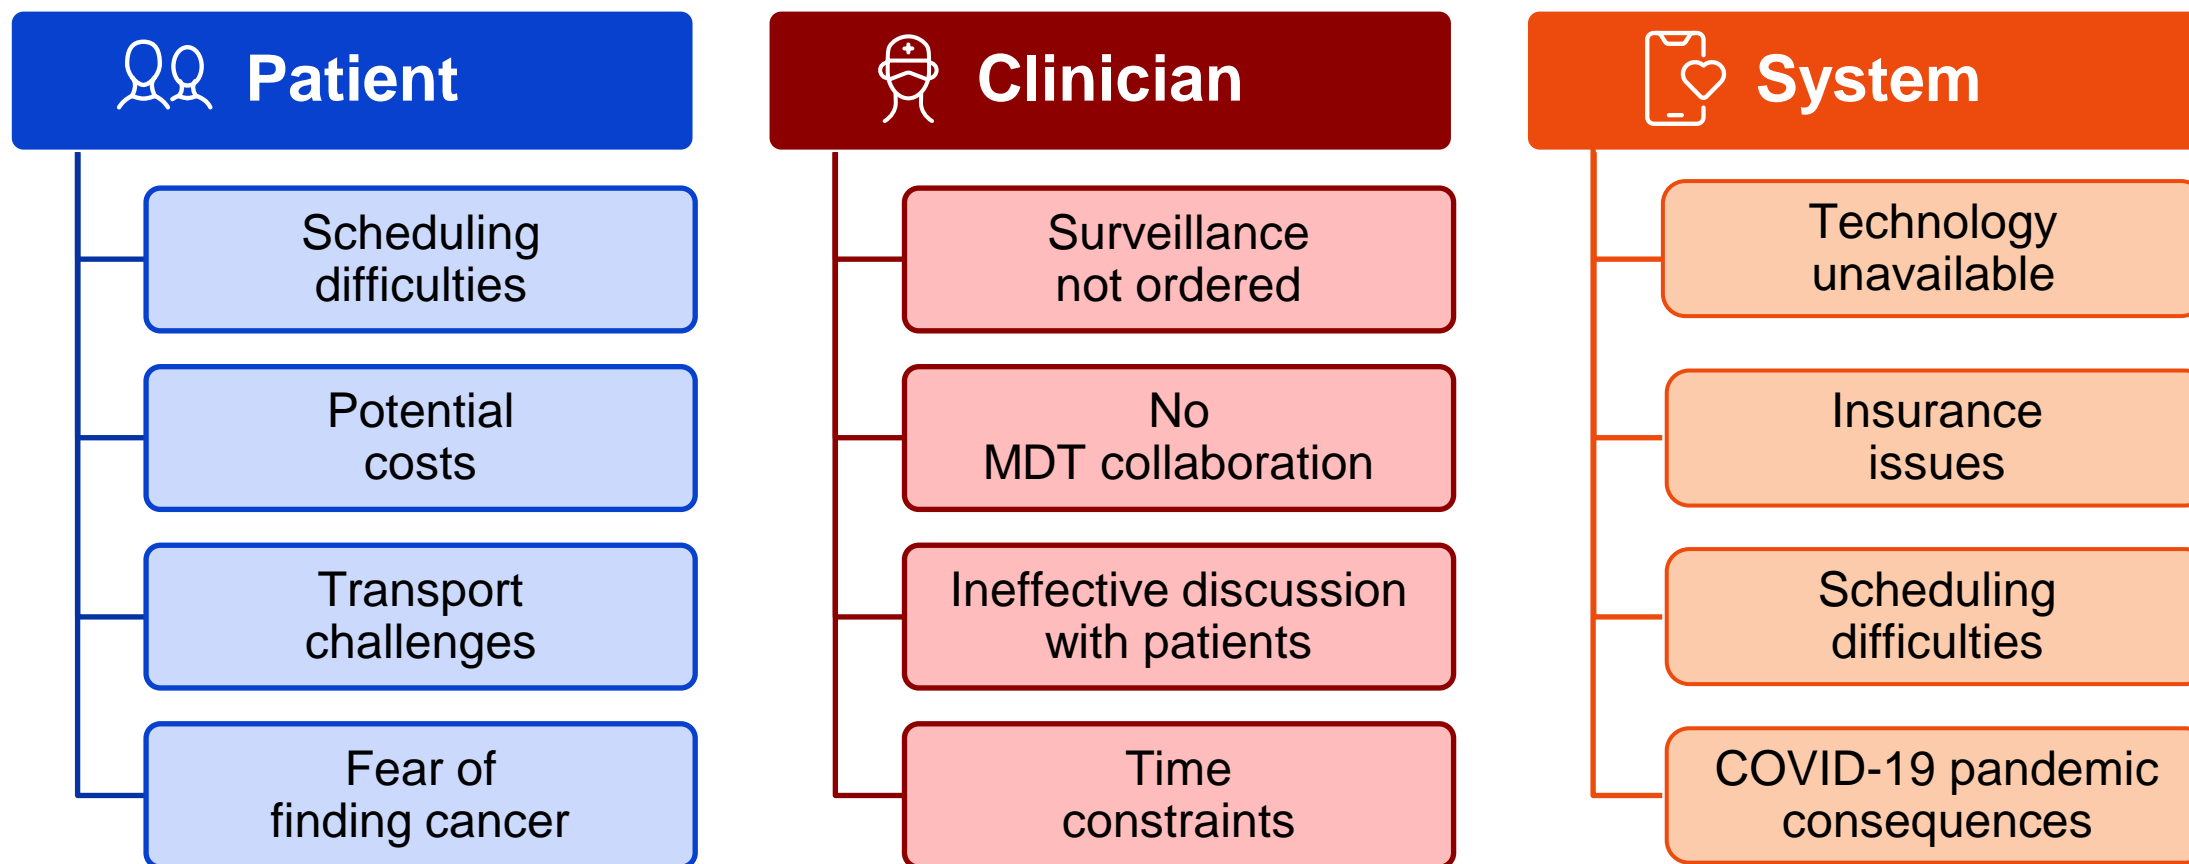 Patient
Scheduling
difficulties
Potential
costs
Transport
challenges
Fear of
finding cancer
Clinician
Surveillance
not ordered
No
MDT collaboration
Ineffective discussion
with patients
Time
constraints
System
Technology
unavailable
Insurance
issues
Scheduling
difficulties
COVID-19 pandemic
consequences